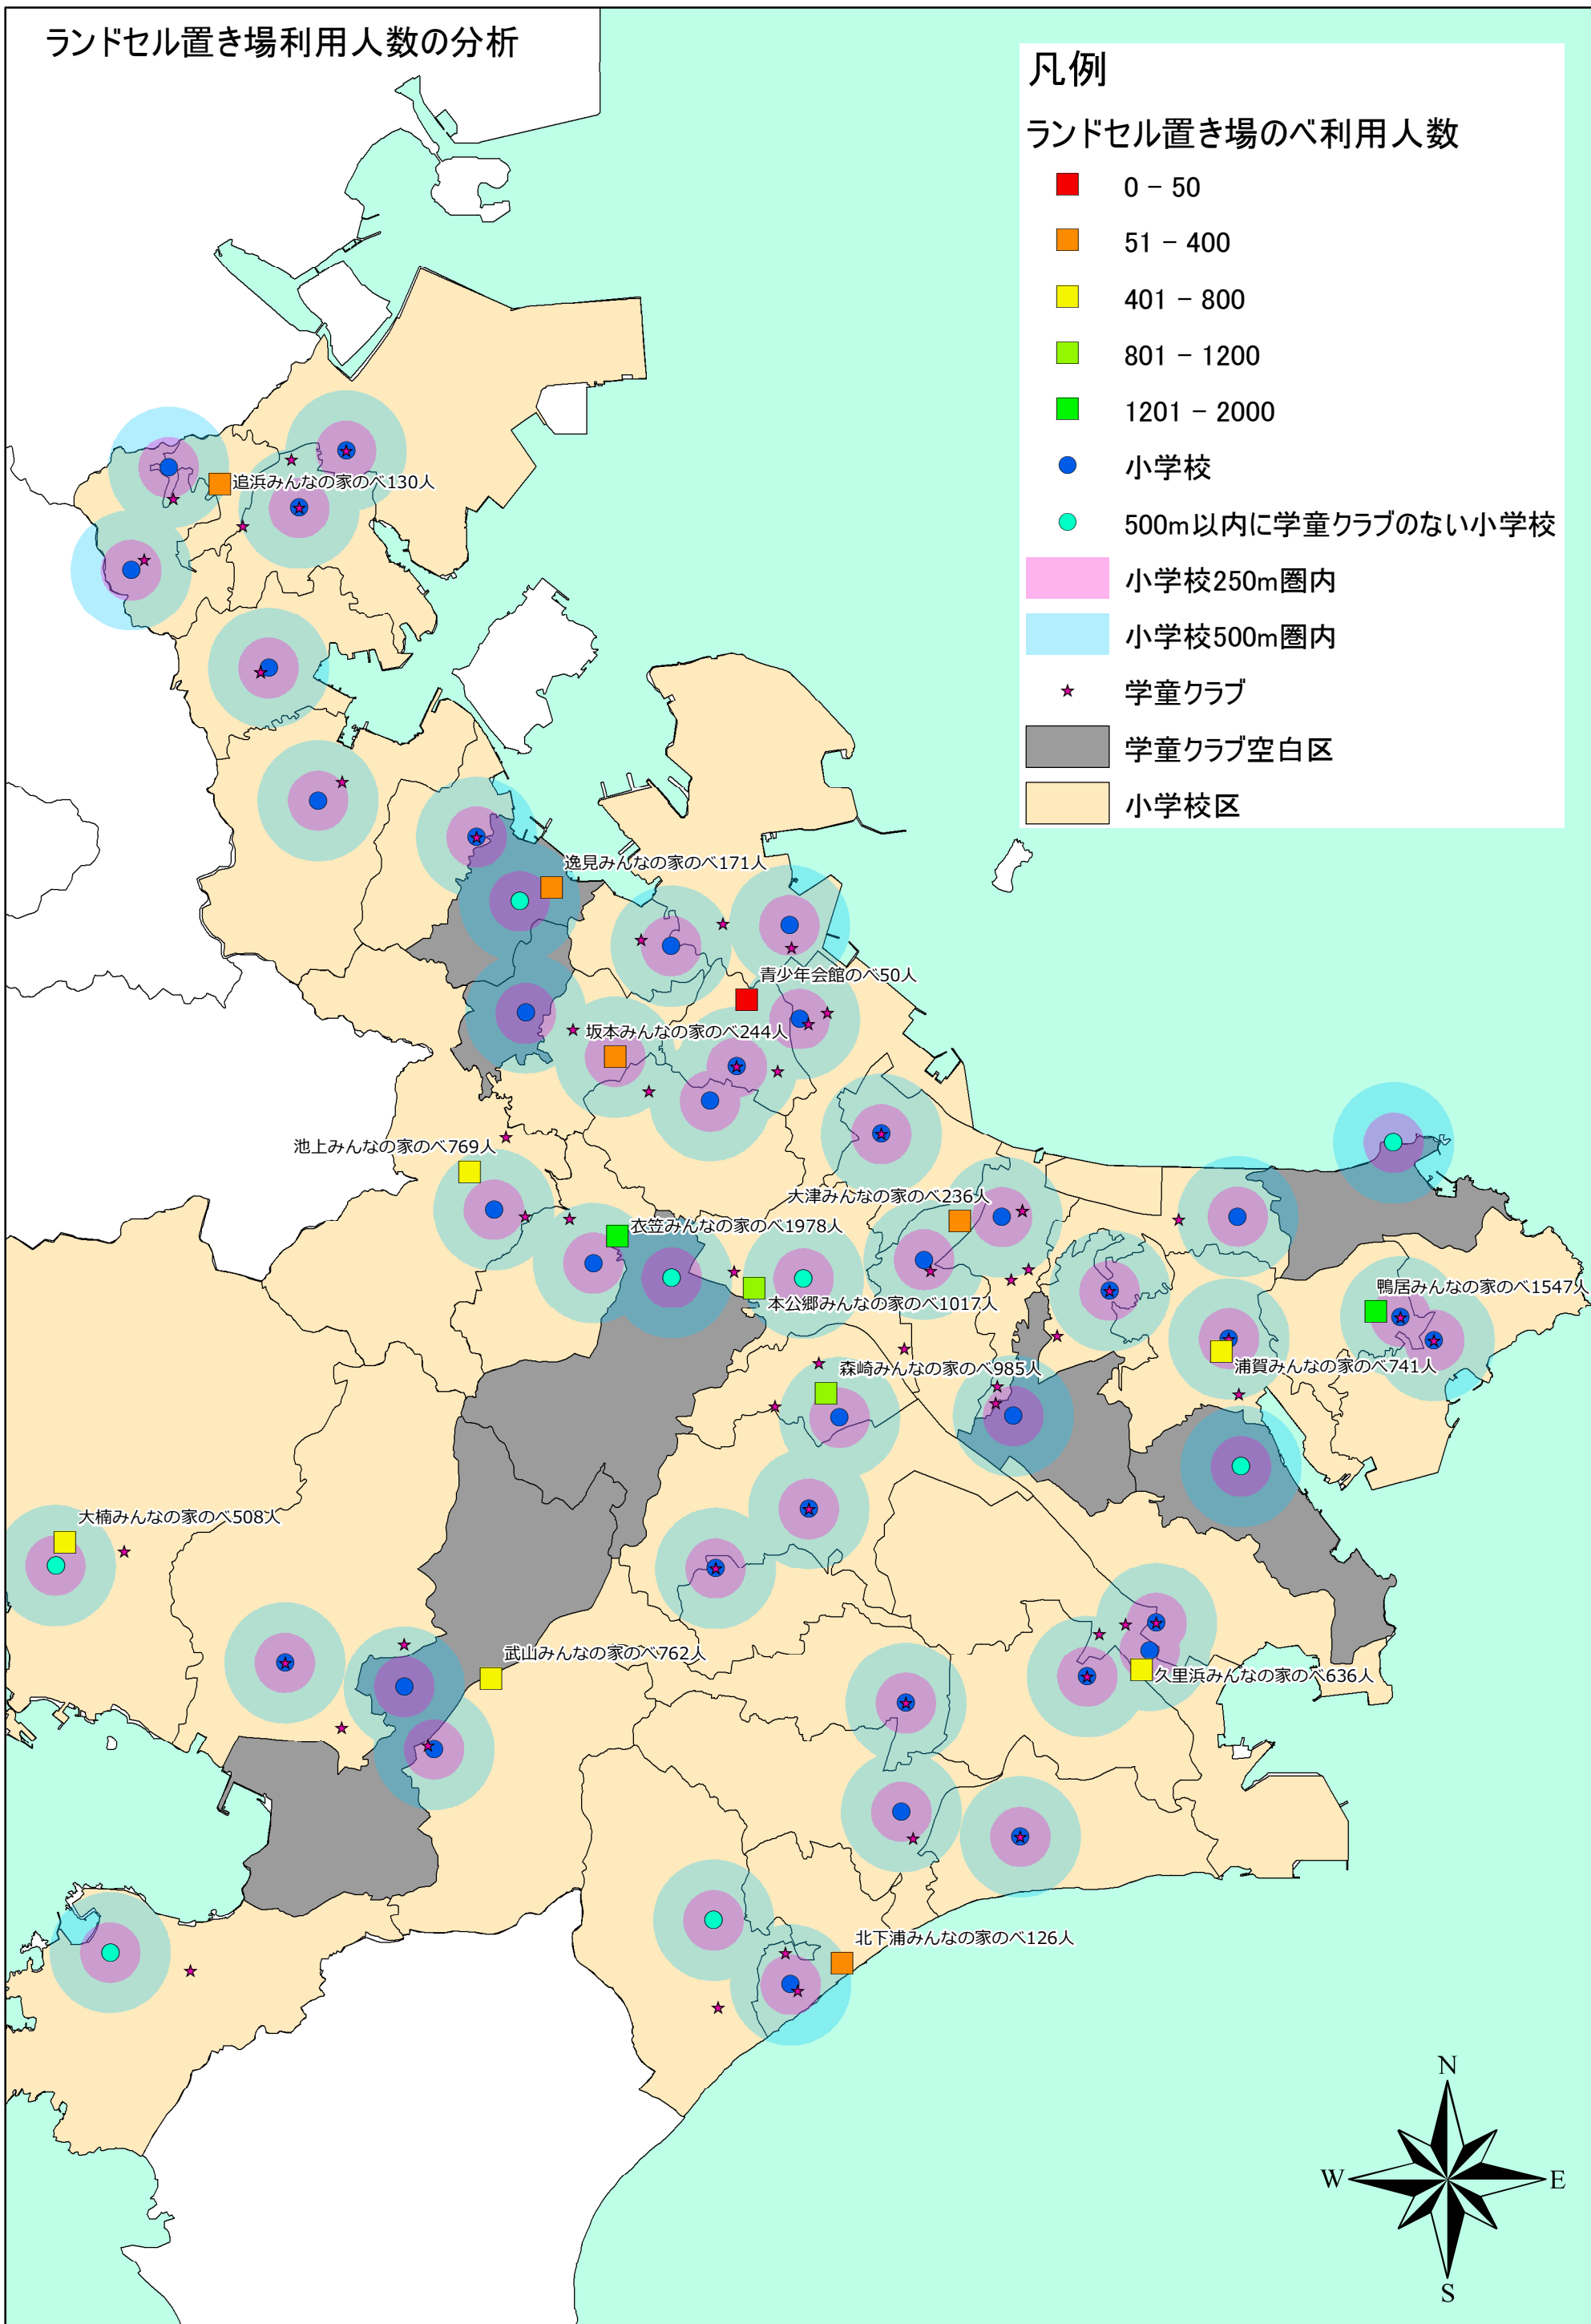 ランドセル置き場利用人数の分析
凡例
ランドセル置き場のべ利用人数
0 - 50
51 - 400
401 - 800
801 - 1200
1201 - 2000
小学校
500m以内に学童クラブのない小学校
小学校250m圏内
小学校500m圏内
学童クラブ
学童クラブ空白区
小学校区
追浜みんなの家のべ130人
逸見みんなの家のべ171人
青少年会館のべ50人
坂本みんなの家のべ244人
池上みんなの家のべ769人
大津みんなの家のべ236人
衣笠みんなの家のべ1978人
鴨居みんなの家のべ1547人
本公郷みんなの家のべ1017人
森崎みんなの家のべ985人
浦賀みんなの家のべ741人
大楠みんなの家のべ508人
武山みんなの家のべ762人
久里浜みんなの家のべ636人
北下浦みんなの家のべ126人
N
W
E
S